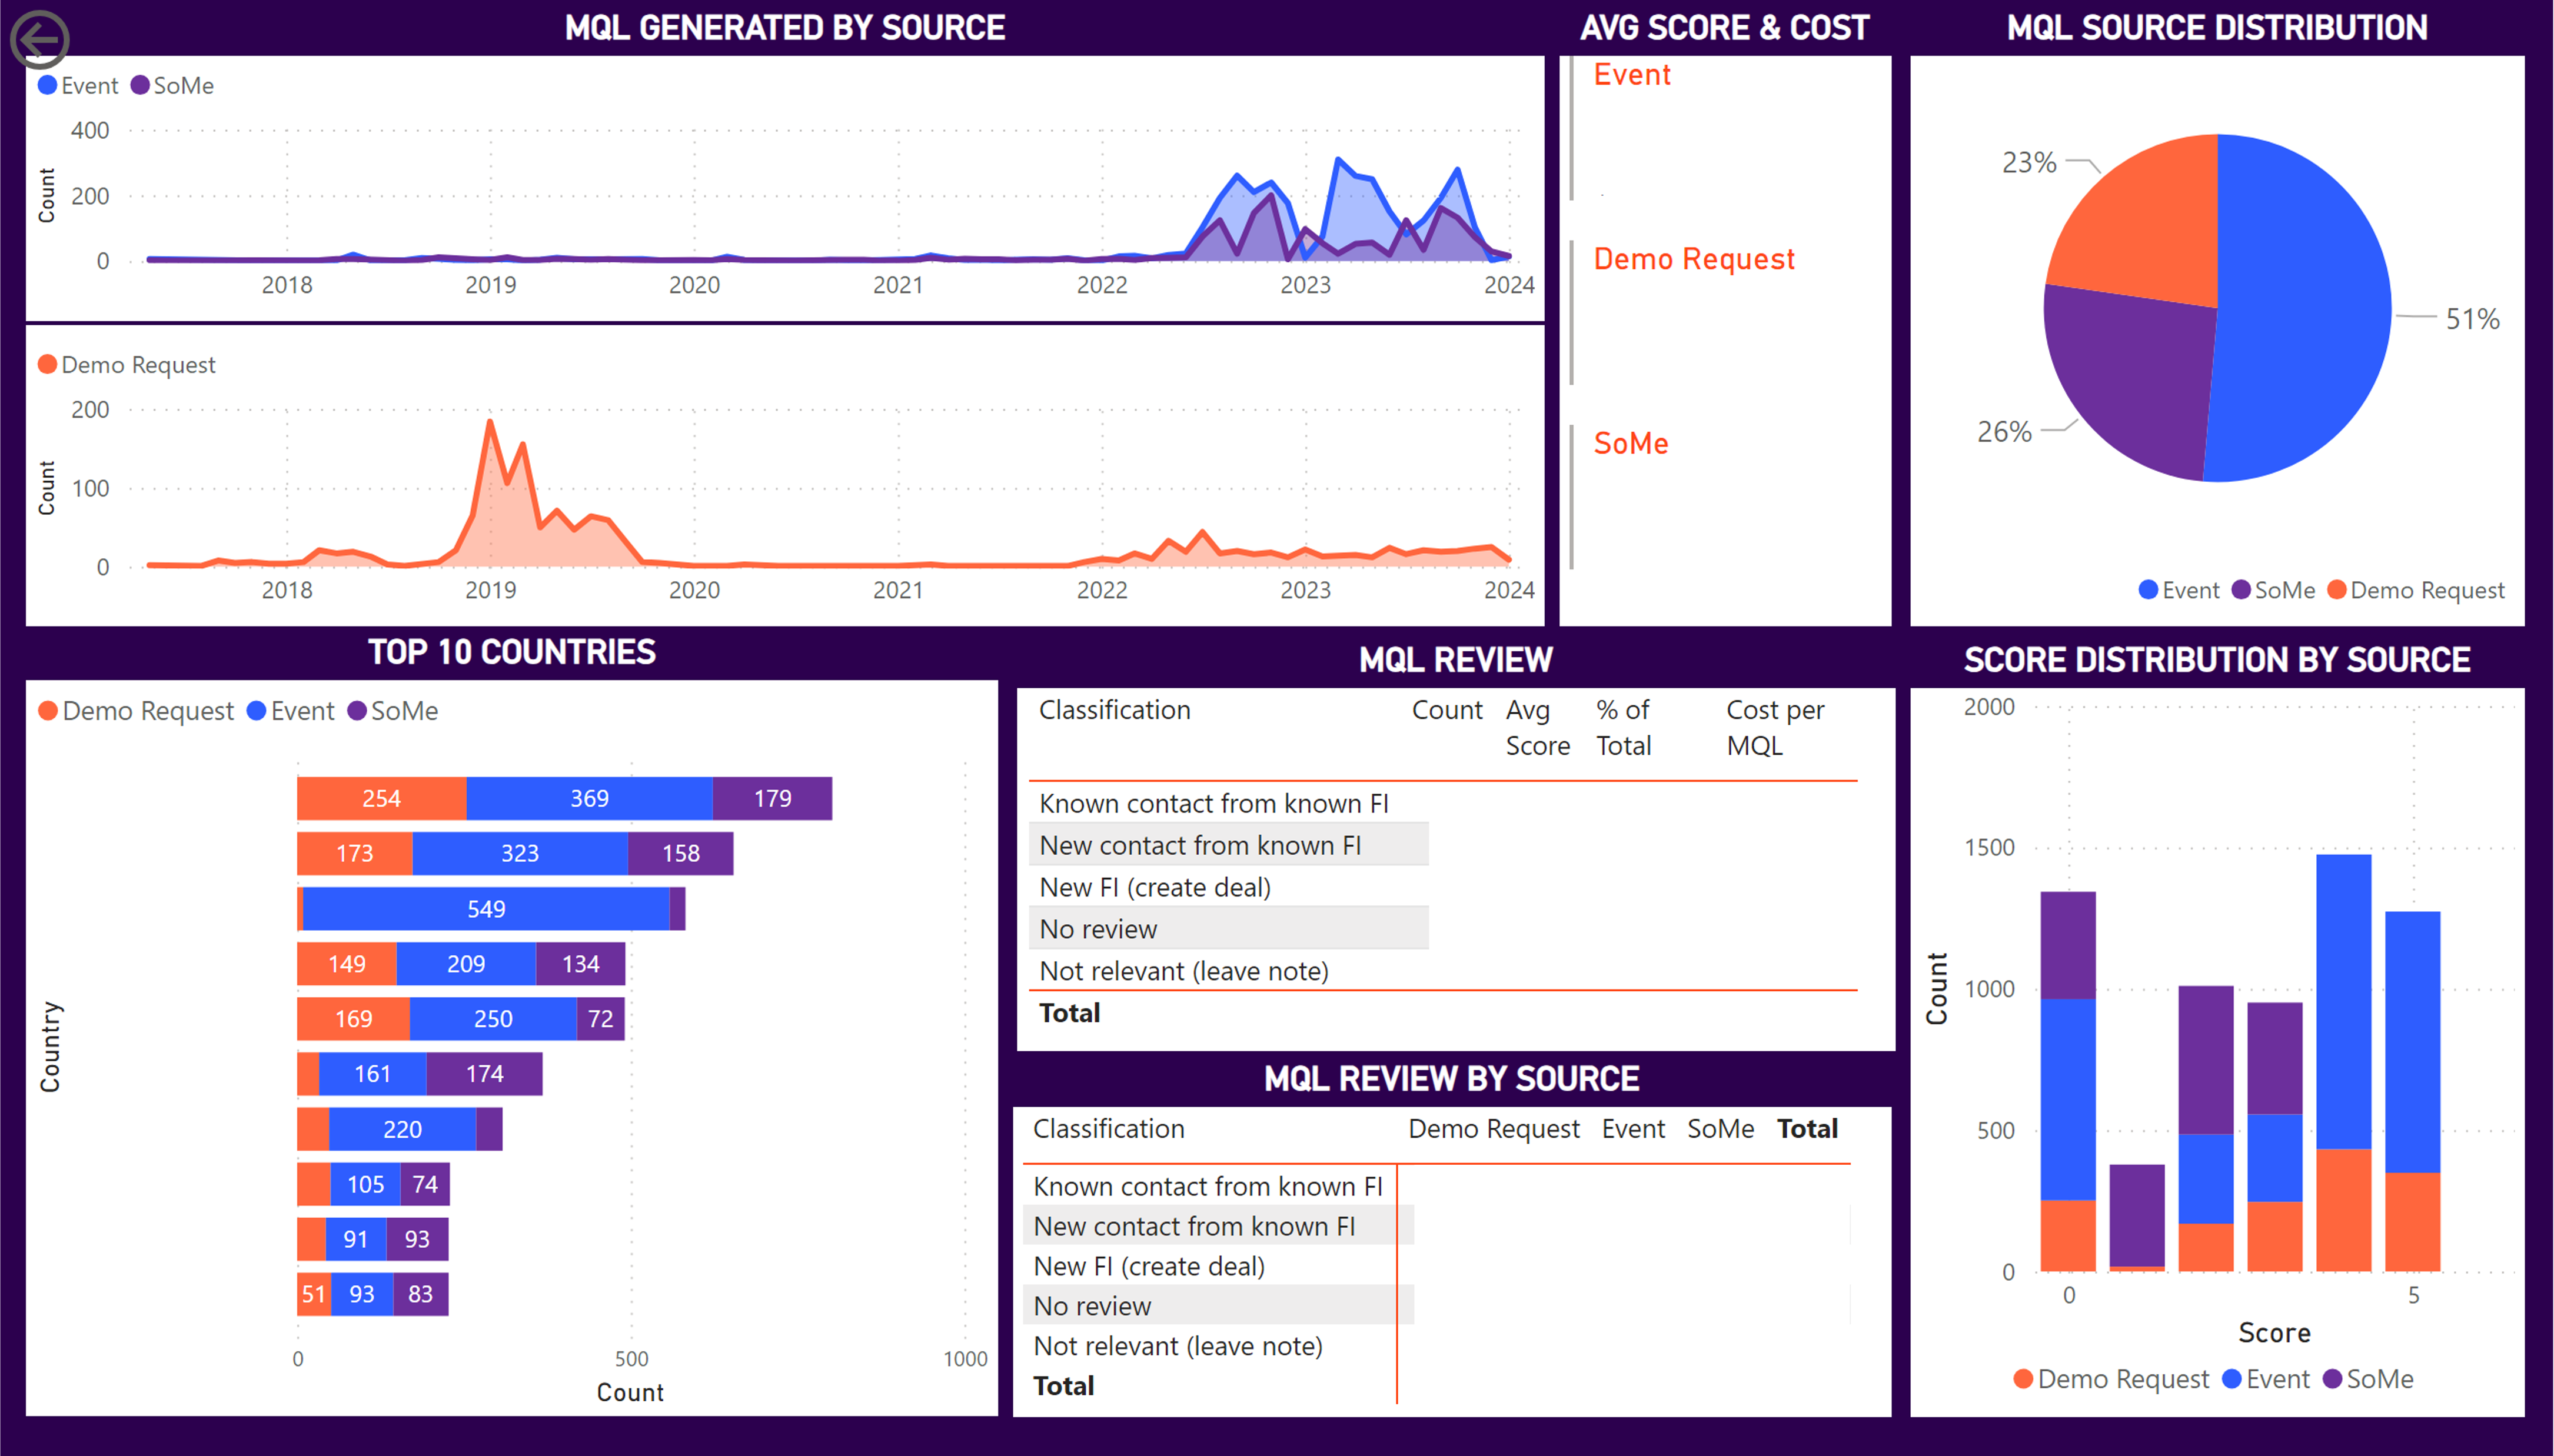 MQL GENERATED BY SOURCE
Event SoMe
400
200
0
Count
2018 2019 2020 2021 2022 2023 2024
Demo Request
200
100
0
Count
2018 2019 2020 2021 2022 2023 2024
AVG SCORE & COST
Event
Demo Request
SoMe
MQL SOURCE DISTRIBUTION
23%
51%
26%
Event SoMe Demo Request
TOP 10 COUNTRIES
Demo Request Event SoMe
254 369 179
173 323 158
549
149 209 134
169 250 72
161 174
220
105 74
91 93
51 93 83
Country
0 500 1000
Count
MQL REVIEW
Classification Count Avg Score % of Total Cost per MQL
Known contact from known FI
New contact from known FI
New FI (create deal)
No review
Not relevant (leave note)
Total
MQL REVIEW BY SOURCE
Classification Demo Request Event SoMe Total
Known contact from known FI
New contact from known FI
New FI (create deal)
No review
Not relevant (leave note)
Total
SCORE DISTRIBUTION BY SOURCE
2000
1500
1000
500
0
Count
0 5
Score
Demo Request Event SoMe